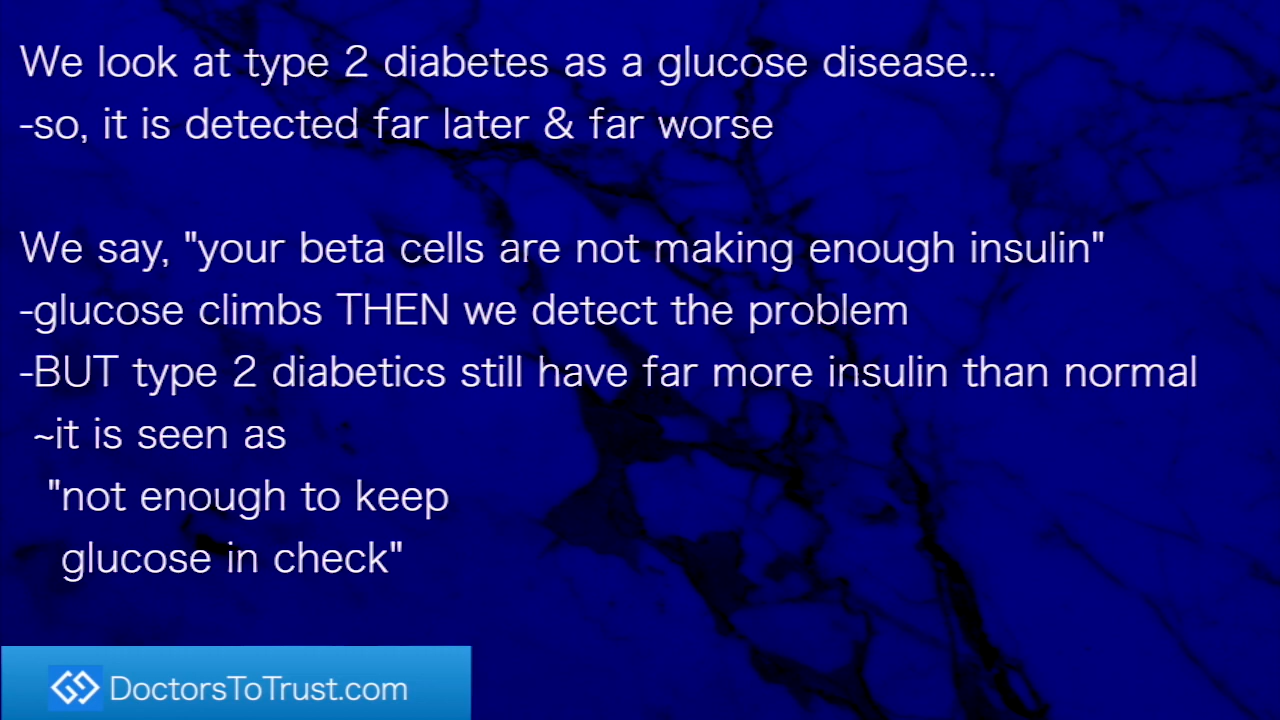 We look at type 2 diabetes as a glucose disease...
-so, it is detected far later & far worse
We say, "your beta cells are not making enough insulin"
-glucose climbs THEN we detect the problem
-BUT type 2 diabetics still have far more insulin than normal
~it is seen as
"not enough to keep
glucose in check"
DoctorsToTrust.com